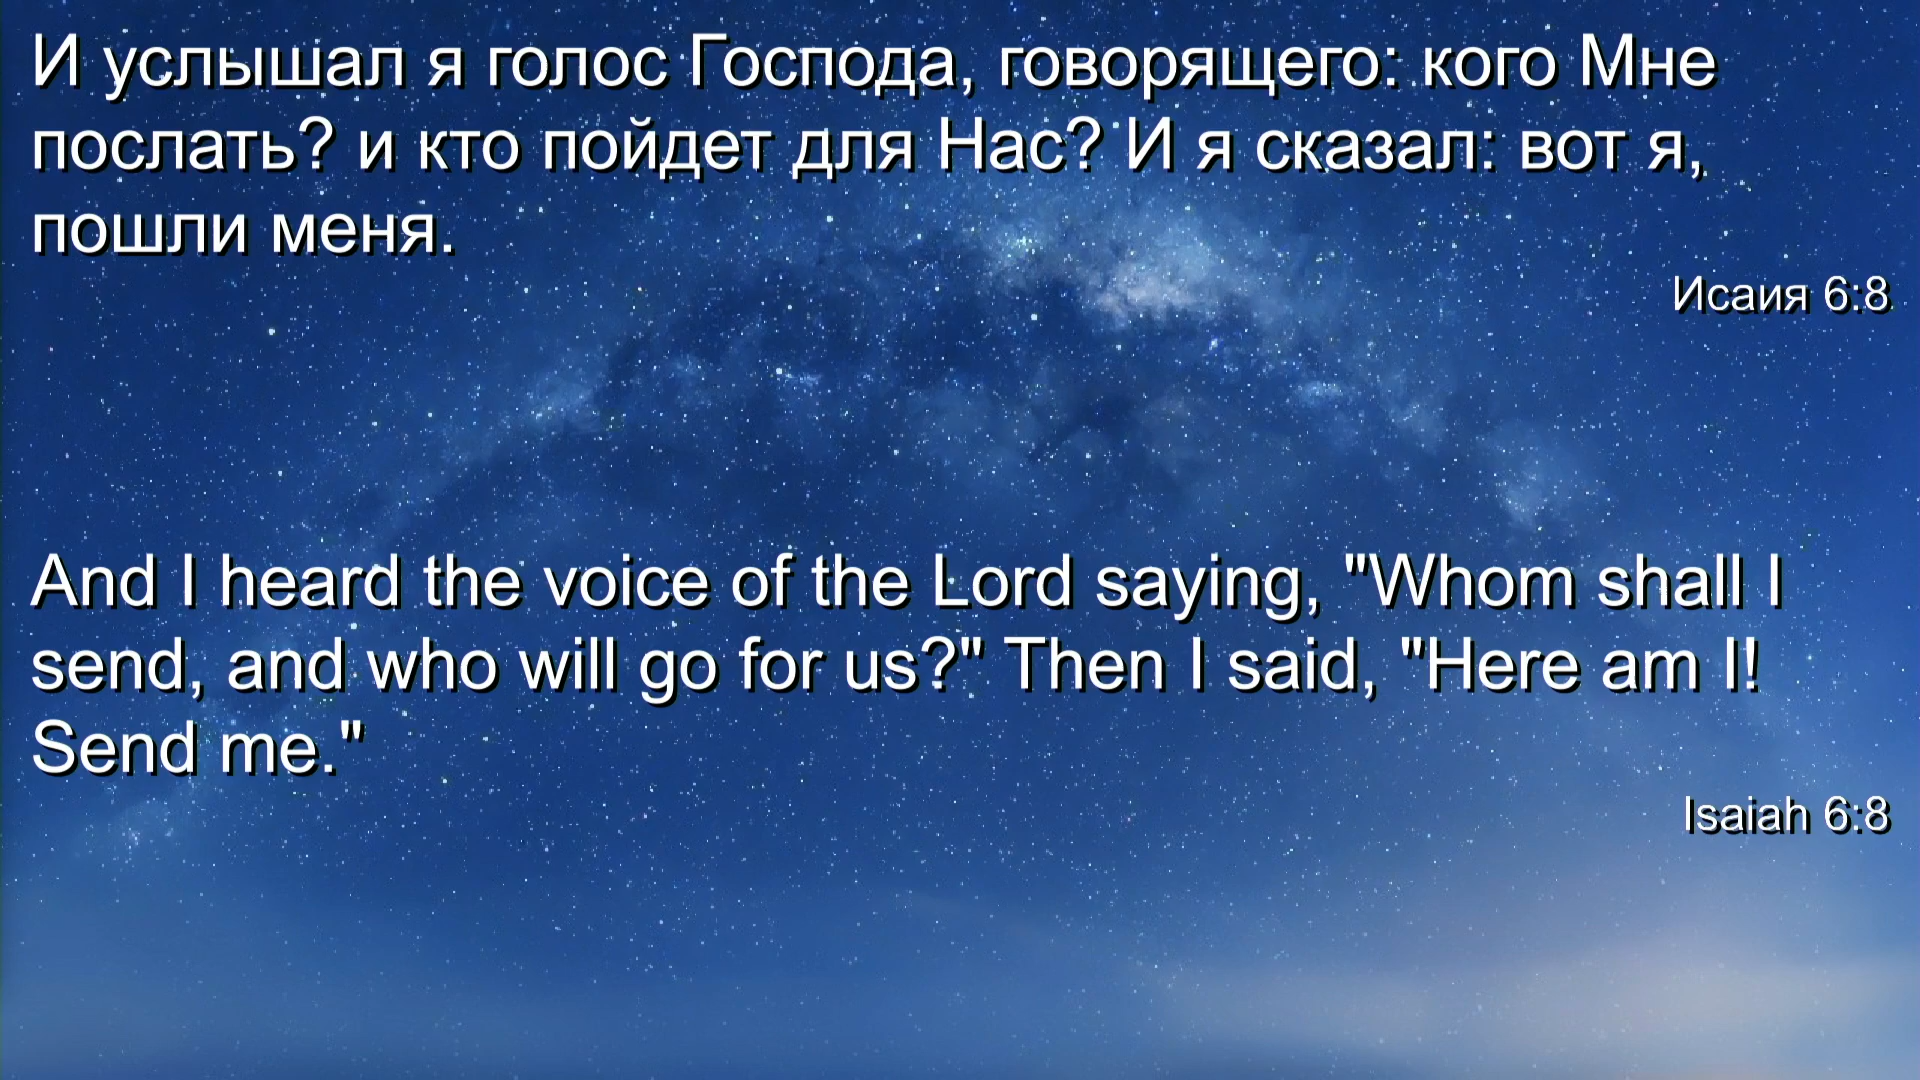 И услышал я голос Господа, говорящего: кого Мне
послать? и кто пойдет для Нас? И я сказал: вот я,
пошли меня.
Исаия 6:8
And I heard the voice of the Lord saying, "Whom shall I
send, and who will go for us?" Then I said, "Here am I!
Send me."
Isaiah 6:8